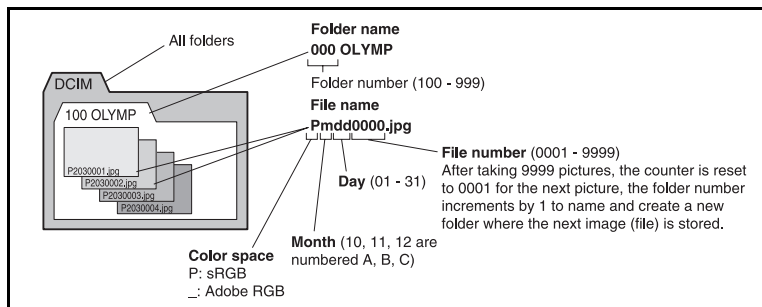 All folders
DCIM
100 OLYMP
P2030001.jpg
P2030002.jpg
P2030003.jpg
P2030004.jpg
Folder name
000 OLYMP
Folder number (100 - 999)
File name
Pmdd0000.jpg
File number (0001 - 9999)
After taking 9999 pictures, the counter is reset
to 0001 for the next picture, the folder number
increments by 1 to name and create a new
folder where the next image (file) is stored.
Day (01 - 31)
Month (10, 11, 12 are
numbered A, B, C)
Color space
P: sRGB
_: Adobe RGB